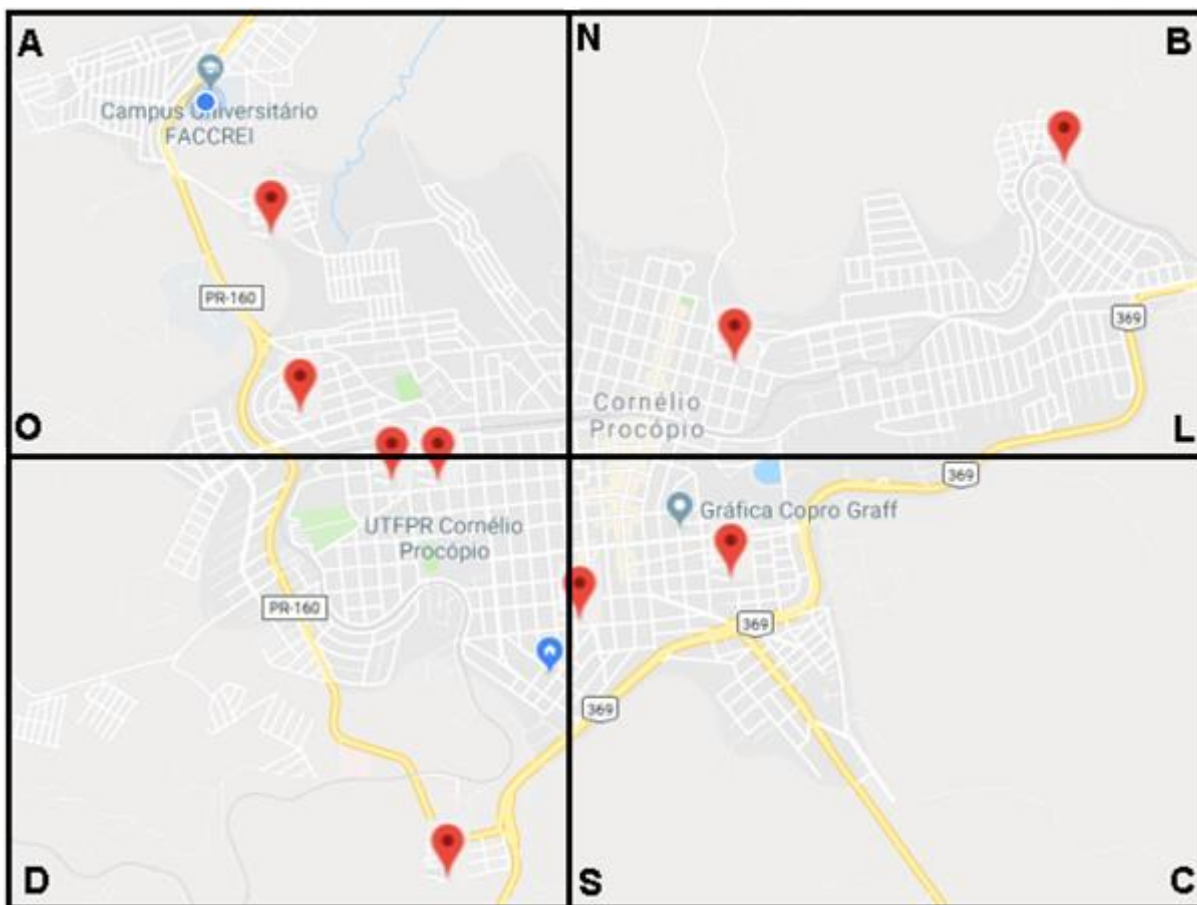 A
N
B
Campus Universitário
FACCREI
PR-160
369
Cornélio
Procópio
O
L
369
Gráfica Copro Graff
UTFPR Cornélio
Procópio
PR-160
369
369
D
S
C